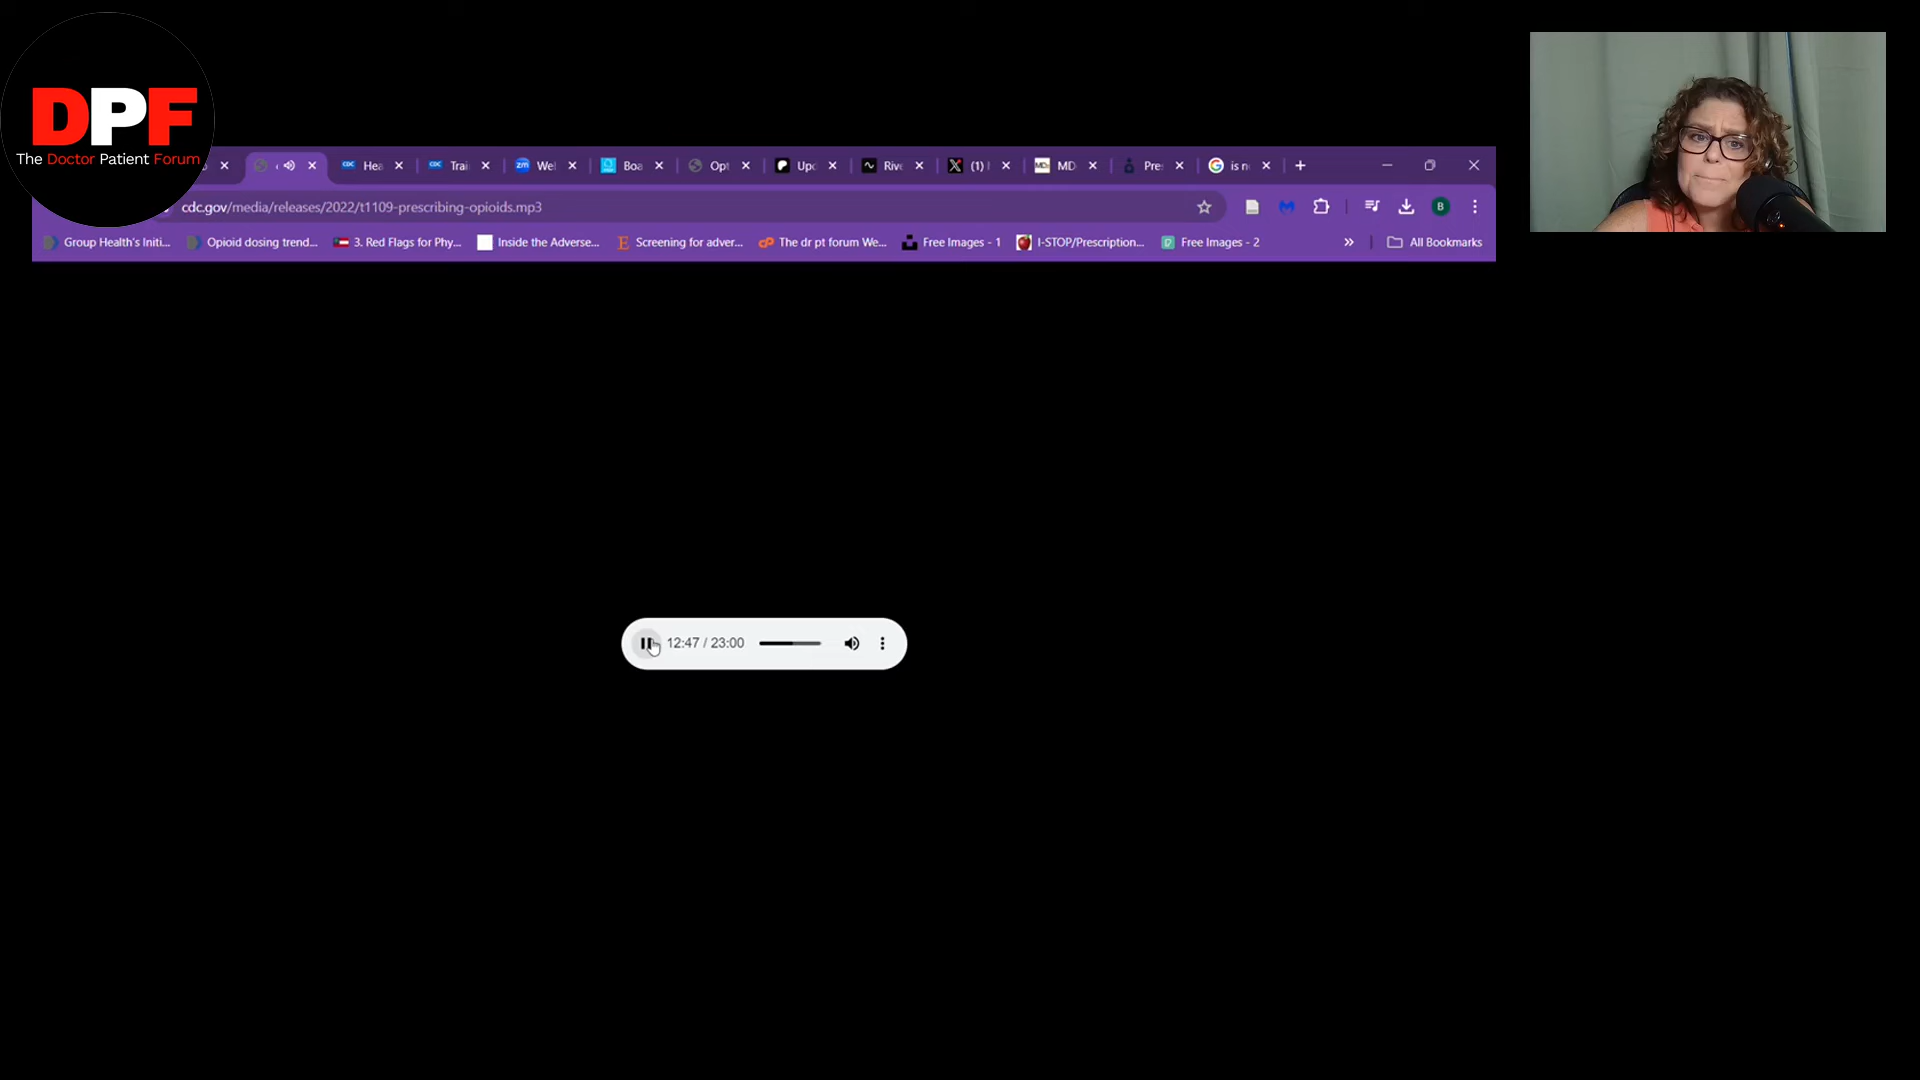 DPF
The Doctor Patient Forum
Hea
Trai
zm
Wel
Boa
Opt
Upd
Rive
(1)
MD
Pre
is n
cdc.gov/media/releases/2022/t1109-prescribing-opioids.mp3
B
Group Health's Initi...
Opioid dosing trend...
3. Red Flags for Phy...
Inside the Adverse...
Screening for adver...
The dr pt forum We...
Free Images - 1
I-STOP/Prescription...
Free Images - 2
All Bookmarks
12:47 / 23:00